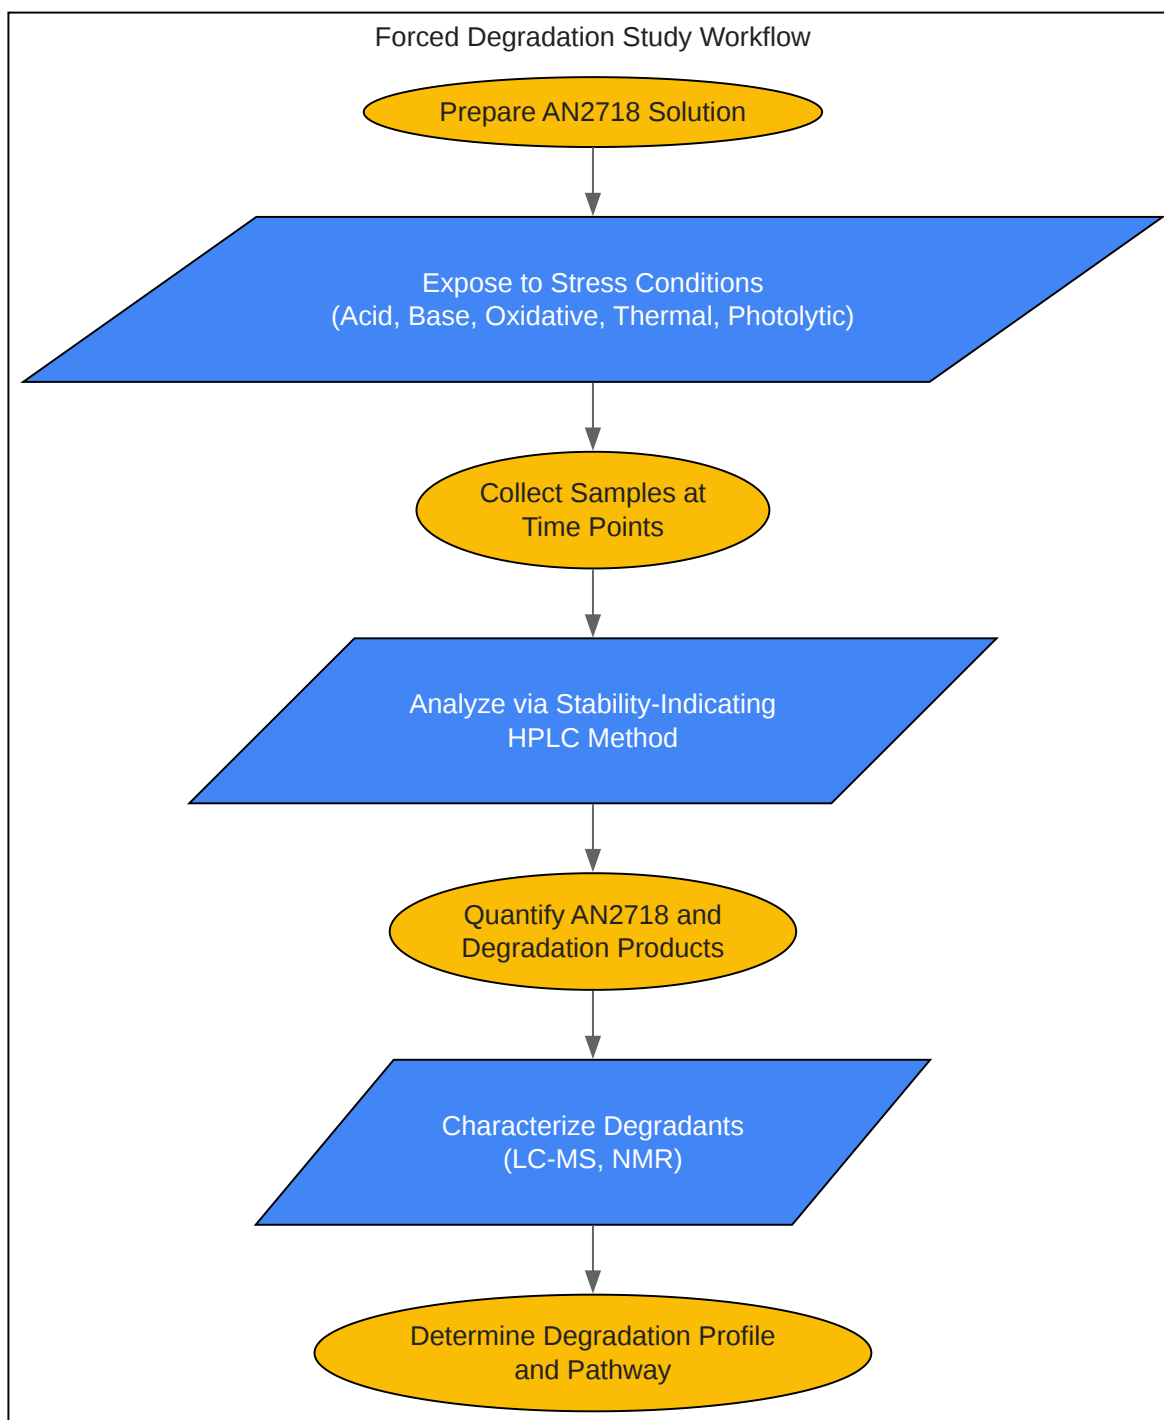 Forced Degradation Study Workflow
Prepare AN2718 Solution
Expose to Stress Conditions
(Acid, Base, Oxidative, Thermal, Photolytic)
Collect Samples at
Time Points
Analyze via Stability-Indicating
HPLC Method
Quantify AN2718 and
Degradation Products
Characterize Degradants
(LC-MS, NMR)
Determine Degradation Profile
and Pathway